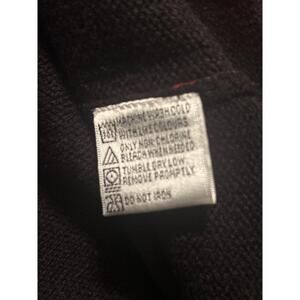 MACHINE WASH COLD
WITH LIKE COLOURS
ONLY NON-CHLORINE
BLEACH WHEN NEEDED
TUMBLE DRY LOW.
REMOVE PROMPTLY.
DO NOT IRON